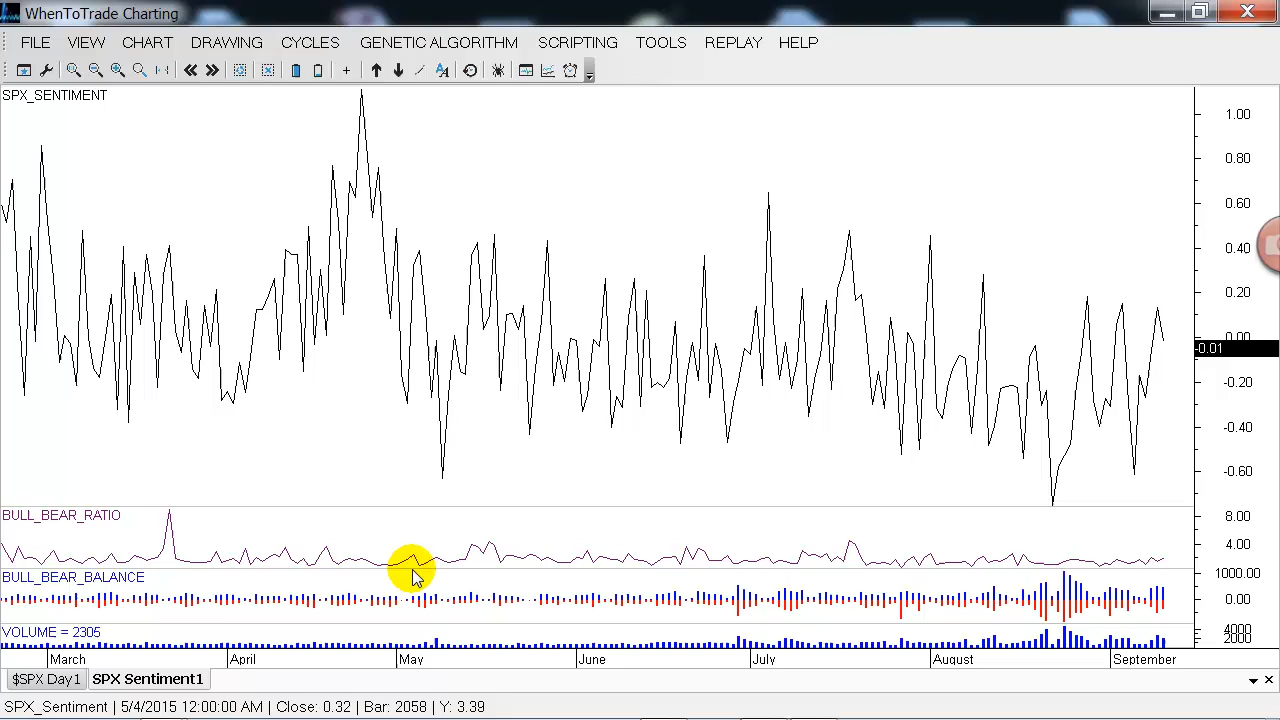 WhenToTrade Charting
FILE VIEW CHART DRAWING CYCLES GENETIC ALGORITHM SCRIPTING TOOLS REPLAY HELP
SPX_SENTIMENT
1.00
0.80
0.60
0.40
0.20
0.00
-0.01
-0.20
-0.40
-0.60
BULL_BEAR_RATIO
8.00
4.00
BULL_BEAR_BALANCE
1000.00
0.00
VOLUME = 2305
4000
2000
March April May June July August September
$SPX Day1 SPX Sentiment1
SPX_Sentiment | 5/4/2015 12:00:00 AM | Close: 0.32 | Bar: 2058 | Y: 3.39